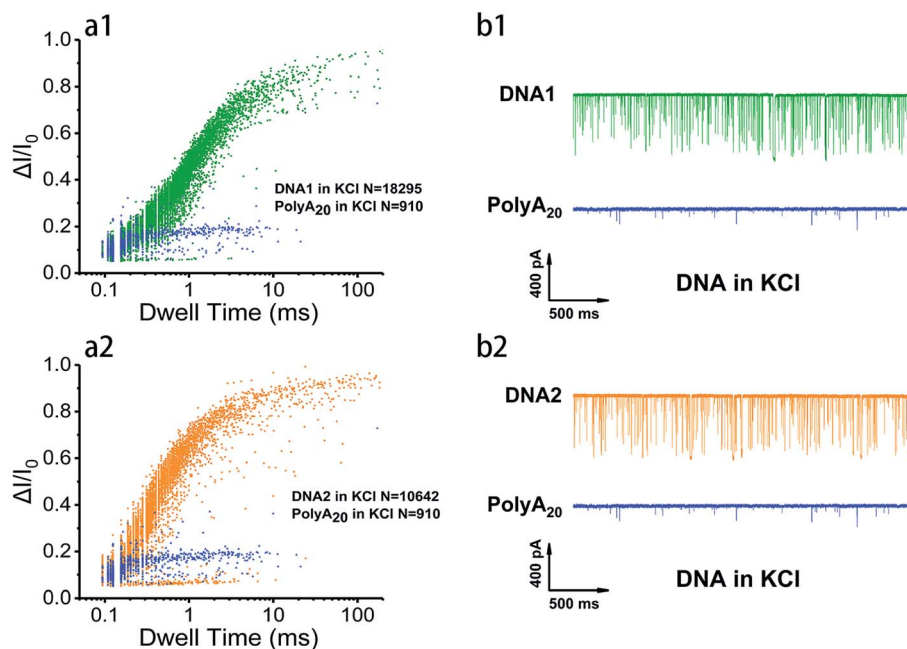 a1
1.0
0.8
0.6
0.4
0.2
0.0
ΔI/I0
DNA1 in KCl N=18295
PolyA20 in KCl N=910
0.1 1 10 100
Dwell Time (ms)
b1
DNA1
PolyA20
400 pA
500 ms
DNA in KCl
a2
1.0
0.8
0.6
0.4
0.2
0.0
ΔI/I0
DNA2 in KCl N=10642
PolyA20 in KCl N=910
0.1 1 10 100
Dwell Time (ms)
b2
DNA2
PolyA20
400 pA
500 ms
DNA in KCl